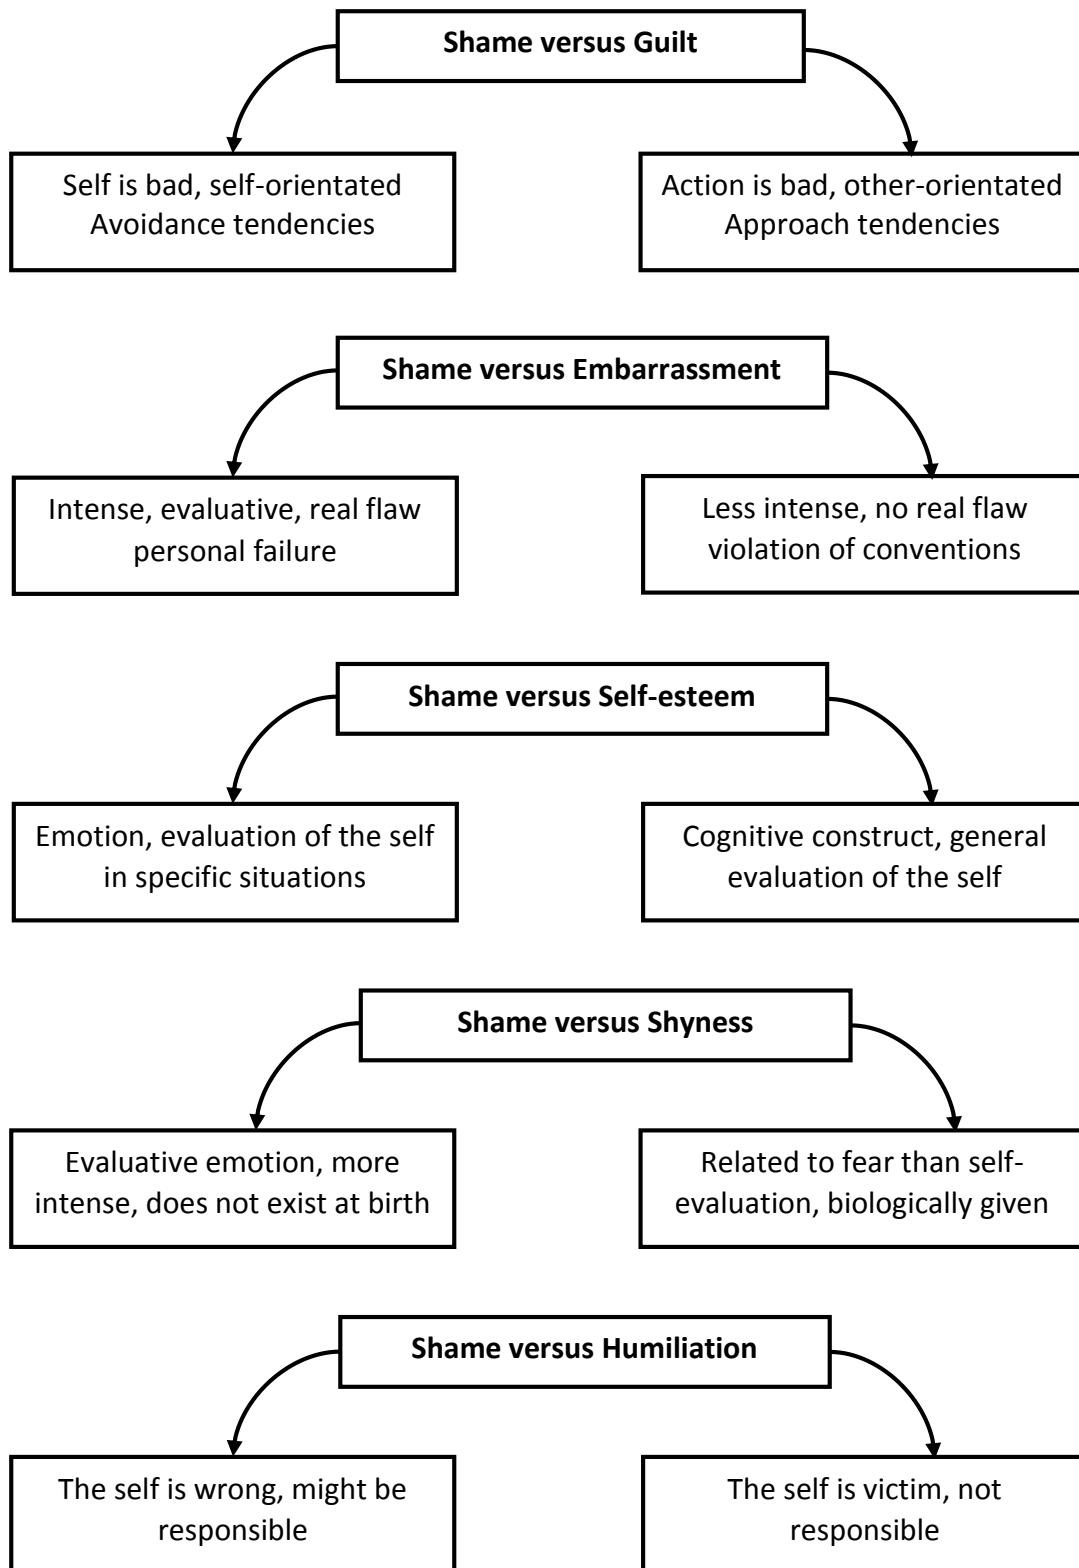 Shame versus Guilt
Self is bad, self-orientated
Avoidance tendencies
Action is bad, other-orientated
Approach tendencies
Shame versus Embarrassment
Intense, evaluative, real flaw
personal failure
Less intense, no real flaw
violation of conventions
Shame versus Self-esteem
Emotion, evaluation of the self
in specific situations
Cognitive construct, general
evaluation of the self
Shame versus Shyness
Evaluative emotion, more
intense, does not exist at birth
Related to fear than self-
evaluation, biologically given
Shame versus Humiliation
The self is wrong, might be
responsible
The self is victim, not
responsible